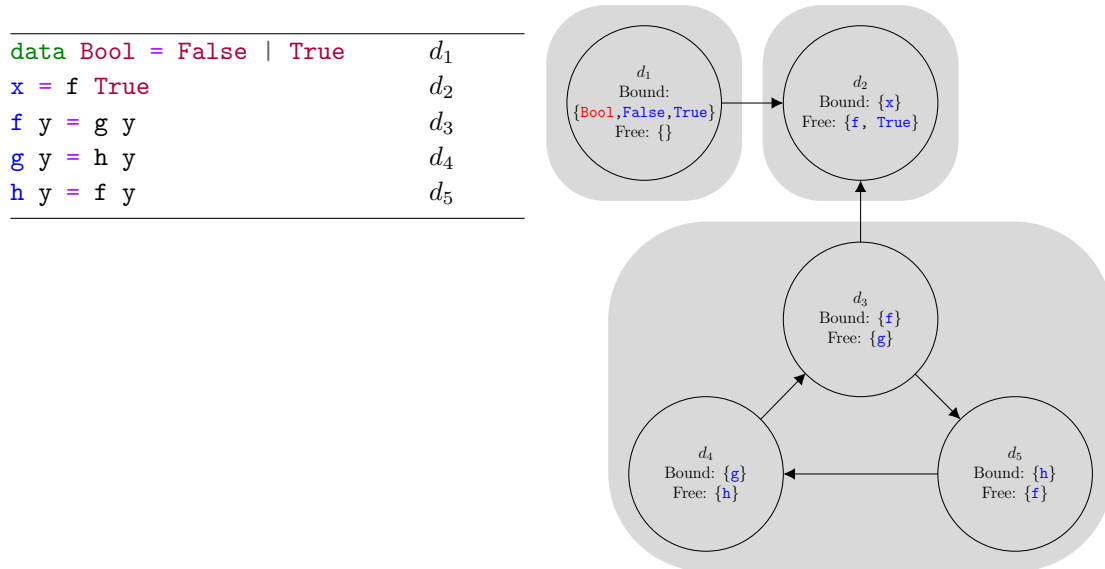 data Bool = False | True d₁
x = f True d₂
f y = g y d₃
g y = h y d₄
h y = f y d₅
d₁
Bound:
{Bool,False,True}
Free: {}
d₂
Bound: {x}
Free: {f, True}
d₃
Bound: {f}
Free: {g}
d₄
Bound: {g}
Free: {h}
d₅
Bound: {h}
Free: {f}